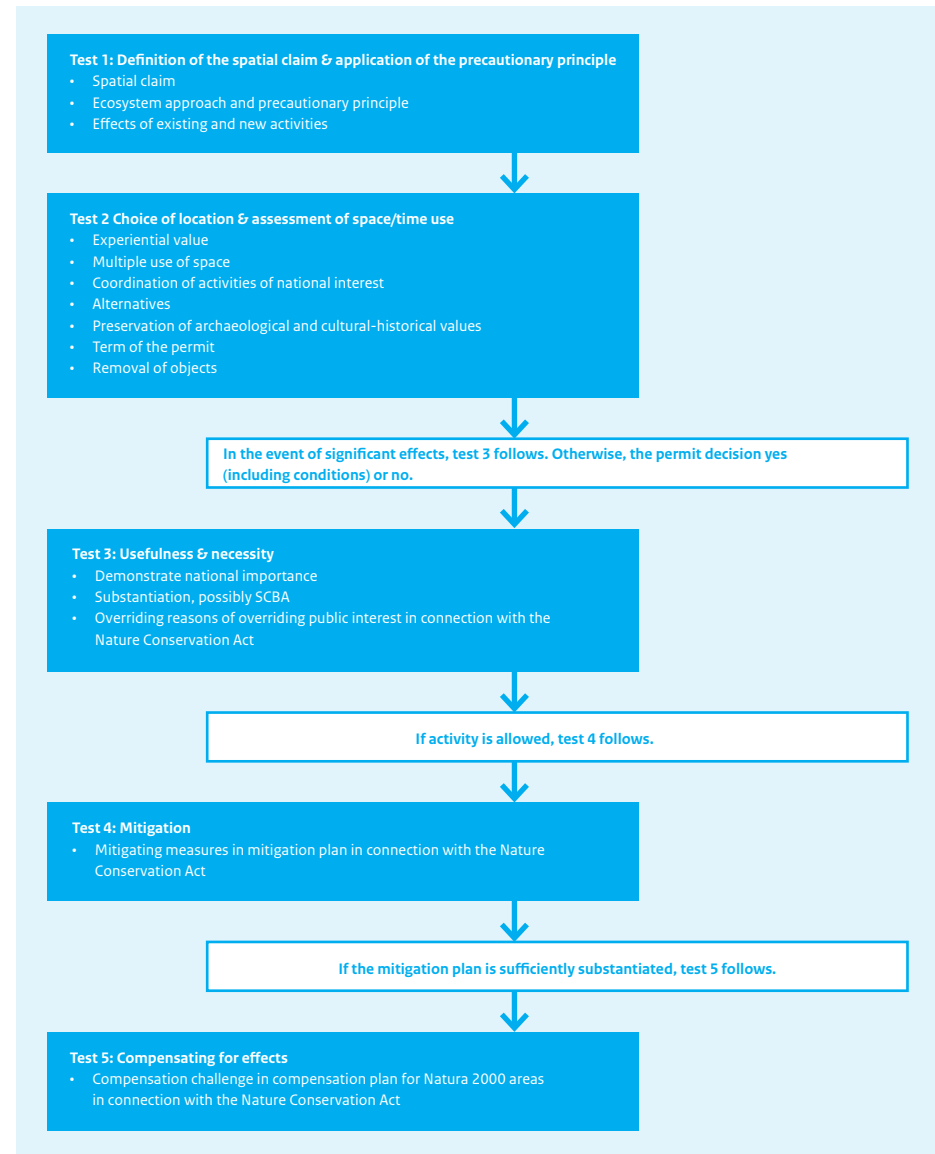 Test 1: Definition of the spatial claim & application of the precautionary principle
• Spatial claim
• Ecosystem approach and precautionary principle
• Effects of existing and new activities
Test 2 Choice of location & assessment of space/time use
• Experiential value
• Multiple use of space
• Coordination of activities of national interest
• Alternatives
• Preservation of archaeological and cultural-historical values
• Term of the permit
• Removal of objects
In the event of significant effects, test 3 follows. Otherwise, the permit decision yes
(including conditions) or no.
Test 3: Usefulness & necessity
• Demonstrate national importance
• Substantiation, possibly SCBA
• Overriding reasons of overriding public interest in connection with the
Nature Conservation Act
If activity is allowed, test 4 follows.
Test 4: Mitigation
• Mitigating measures in mitigation plan in connection with the Nature
Conservation Act
If the mitigation plan is sufficiently substantiated, test 5 follows.
Test 5: Compensating for effects
• Compensation challenge in compensation plan for Natura 2000 areas
in connection with the Nature Conservation Act